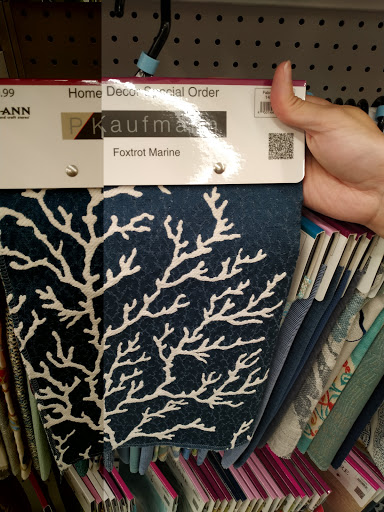 .99
Home Decor Special Order
ANN
P Kaufmann
Foxtrot Marine